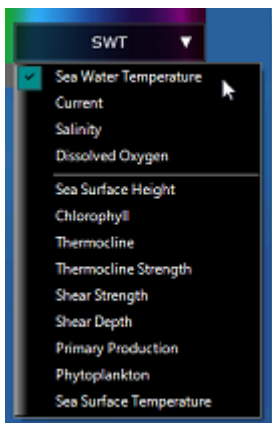 SWT
Sea Water Temperature
Current
Salinity
Dissolved Oxygen
Sea Surface Height
Chlorophyll
Thermocline
Thermocline Strength
Shear Strength
Shear Depth
Primary Production
Phytoplankton
Sea Surface Temperature